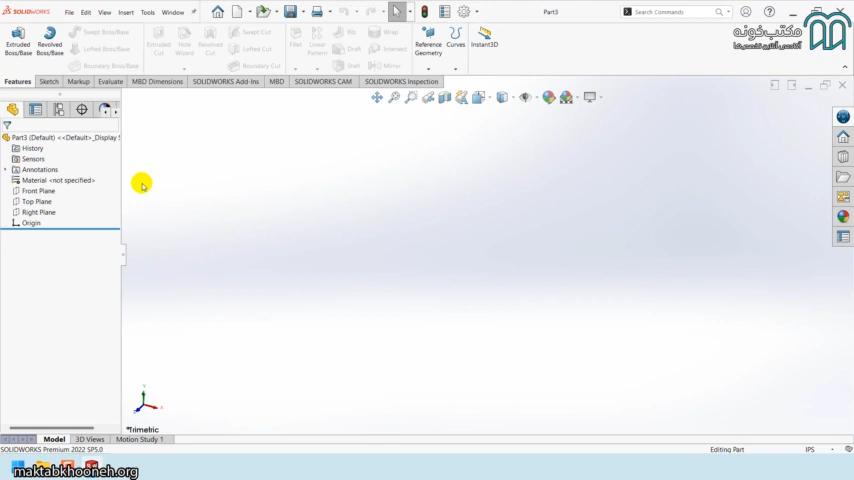 SOLIDWORKS File Edit View Insert Tools Window Part3 Search Commands
مکتب‌خونه
آکادمی آنلاین تخصص‌ها
Extruded Boss/Base
Revolved Boss/Base
Swept Boss/Base
Lofted Boss/Base
Boundary Boss/Base
Extruded Cut
Hole Wizard
Revolved Cut
Swept Cut
Lofted Cut
Boundary Cut
Fillet
Linear Pattern
Rib
Draft
Shell
Wrap
Intersect
Mirror
Reference Geometry
Curves
Instant3D
Features Sketch Markup Evaluate MBD Dimensions SOLIDWORKS Add-Ins MBD SOLIDWORKS CAM SOLIDWORKS Inspection
Part3 (Default) <<Default>_Display S
History
Sensors
Annotations
Material <not specified>
Front Plane
Top Plane
Right Plane
Origin
*Trimetric
Model 3D Views Motion Study 1
SOLIDWORKS Premium 2022 SP5.0 Editing Part IPS
maktabkhooneh.org